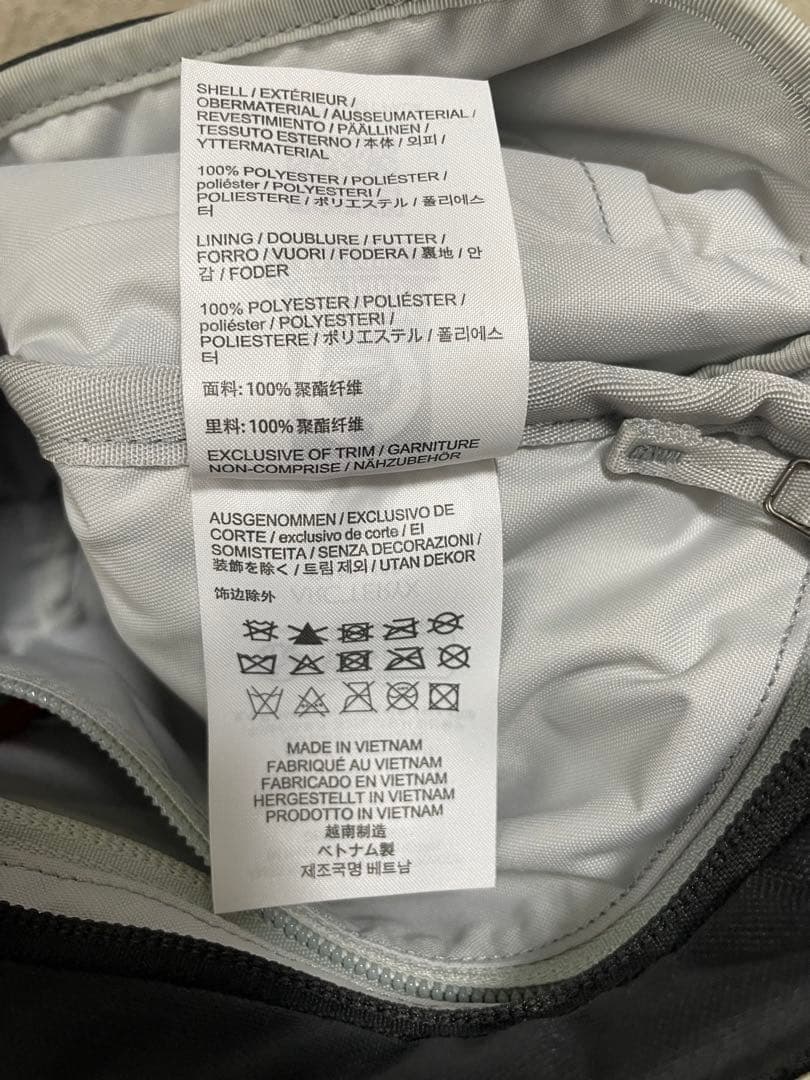 SHELL / EXTÉRIEUR /
OBERMATERIAL / AUSSEUMATERIAL /
REVESTIMIENTO / PÄÄLLINEN /
TESSUTO ESTERNO / 本体 / 외피 /
YTTERMATERIAL
100% POLYESTER / POLIÉSTER /
poliéster / POLYESTERI /
POLIESTERE / ポリエステル / 폴리에스
터
LINING / DOUBLURE / FUTTER /
FORRO / VUORI / FODERA / 裏地 / 안
감 / FODER
100% POLYESTER / POLIÉSTER /
poliéster / POLYESTERI /
POLIESTERE / ポリエステル / 폴리에스
터
面料: 100% 聚酯纤维
里料: 100% 聚酯纤维
EXCLUSIVE OF TRIM / GARNITURE
NON-COMPRISE / NÄHZUBEHÖR
AUSGENOMMEN / EXCLUSIVO DE
CORTE / exclusivo de corte / EI
SOMISTEITA / SENZA DECORAZIONI /
装飾を除く / 트림 제외 / UTAN DEKOR
饰边除外
MADE IN VIETNAM
FABRIQUÉ AU VIETNAM
FABRICADO EN VIETNAM
HERGESTELLT IN VIETNAM
PRODOTTO IN VIETNAM
越南制造
ベトナム製
제조국명 베트남